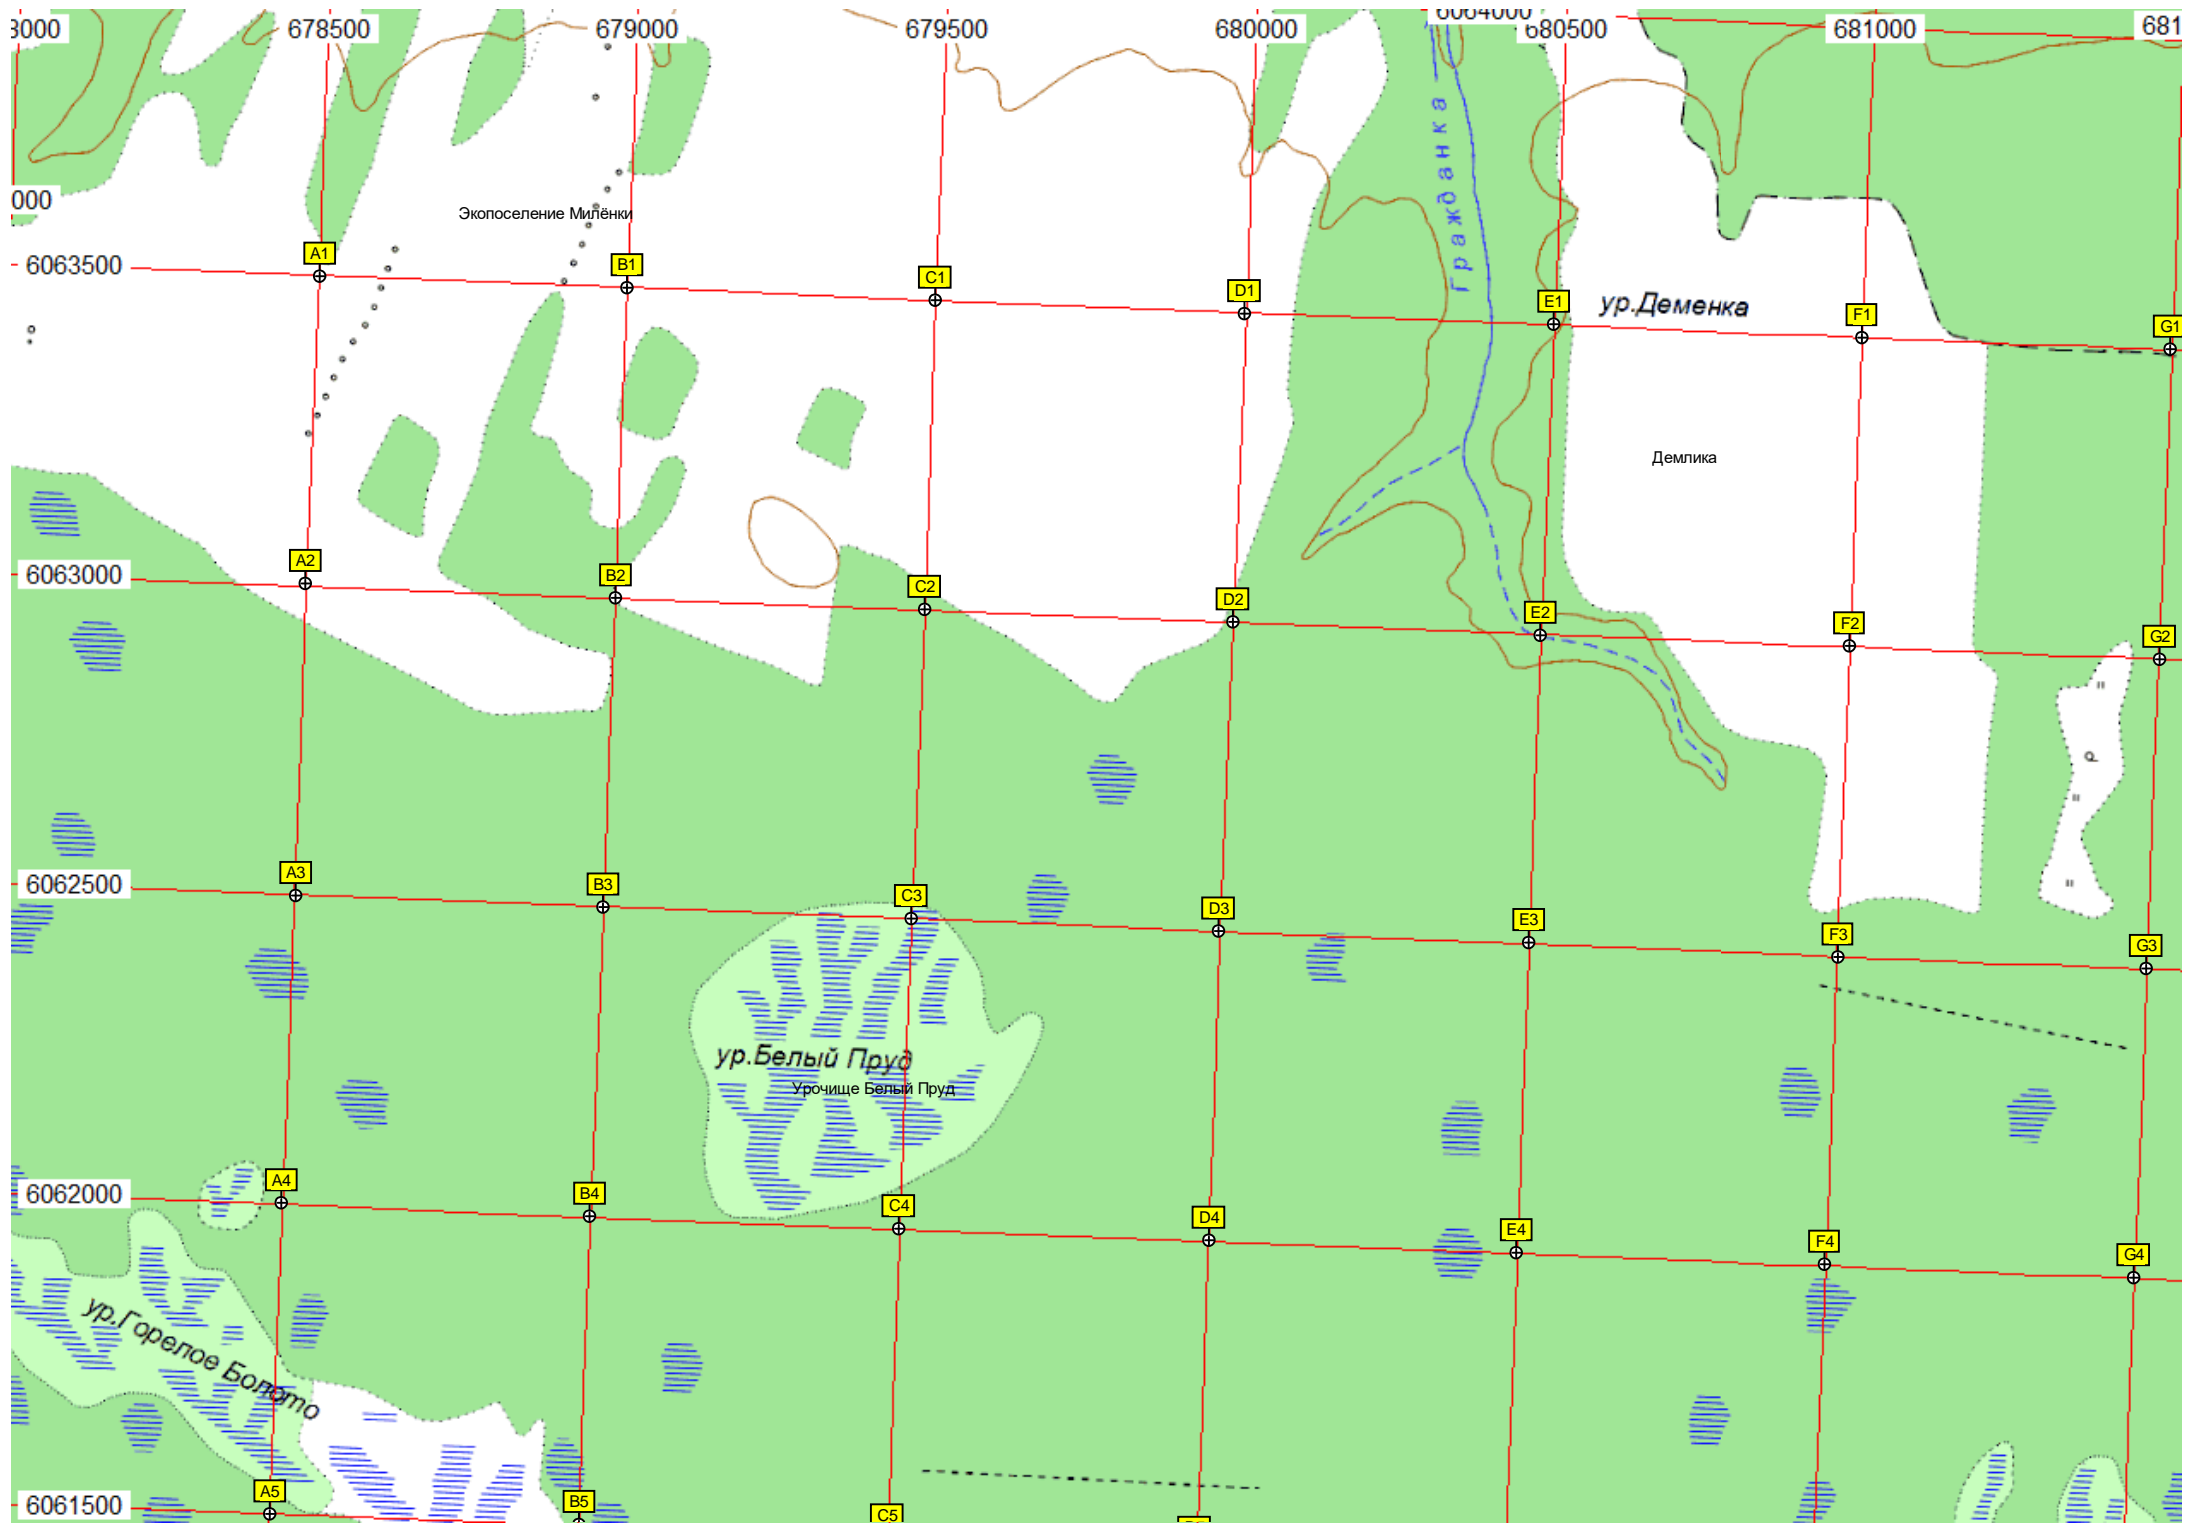 3000 678500 679000 679500 680000 6064000 680500 681000 681
000
Экопоселение Милёнки
Гражданка
6063500
A1 B1 C1 D1 E1 F1 G1
ур.Деменка
Демлика
6063000
A2 B2 C2 D2 E2 F2 G2
6062500
A3 B3 C3 D3 E3 F3 G3
ур.Белый Пруд
Урочище Белый Пруд
6062000
A4 B4 C4 D4 E4 F4 G4
ур.Горелое Болото
6061500
A5 B5 C5